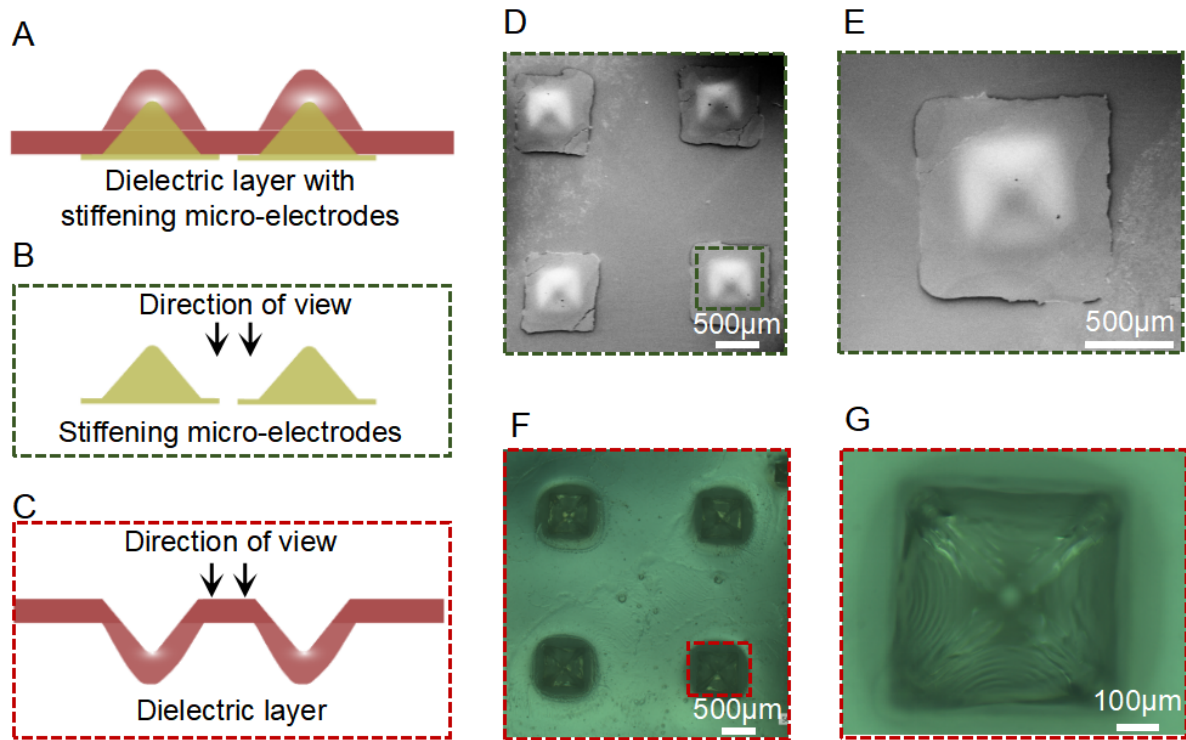 A
Dielectric layer with
stiffening micro-electrodes
B
Direction of view
Stiffening micro-electrodes
C
Direction of view
Dielectric layer
D
500μm
E
500μm
F
500μm
G
100μm